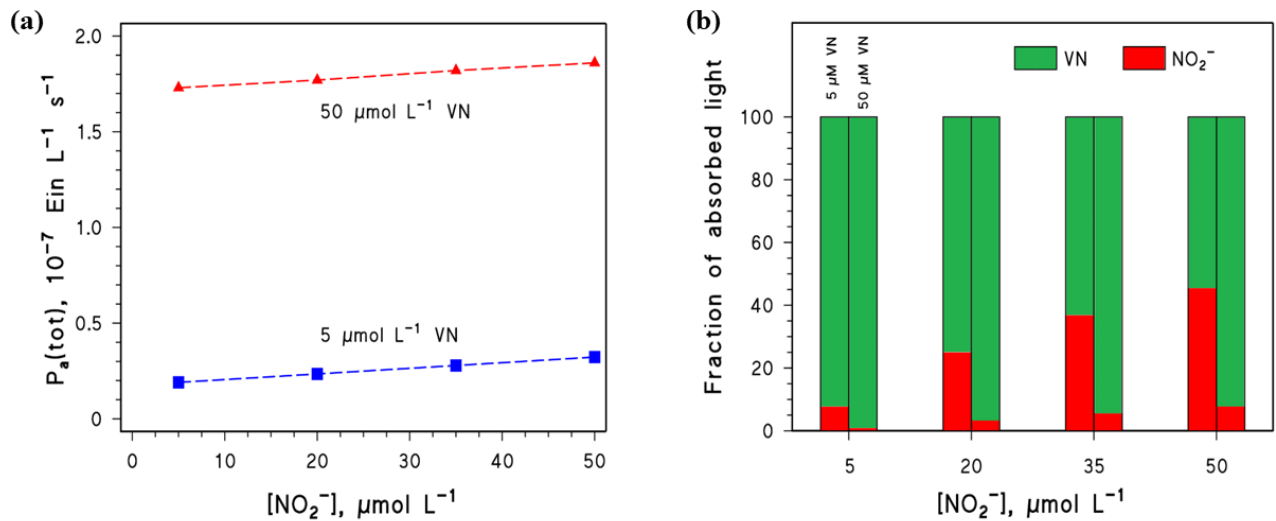 (a)
P_a(tot), 10⁻⁷ Ein L⁻¹ s⁻¹
2.0
1.5
1.0
0.5
0
50 μmol L⁻¹ VN
5 μmol L⁻¹ VN
0 10 20 30 40 50
[NO₂⁻], μmol L⁻¹
(b)
Fraction of absorbed light
5 μM VN
50 μM VN
VN
NO₂⁻
100
80
60
40
20
0
5 20 35 50
[NO₂⁻], μmol L⁻¹